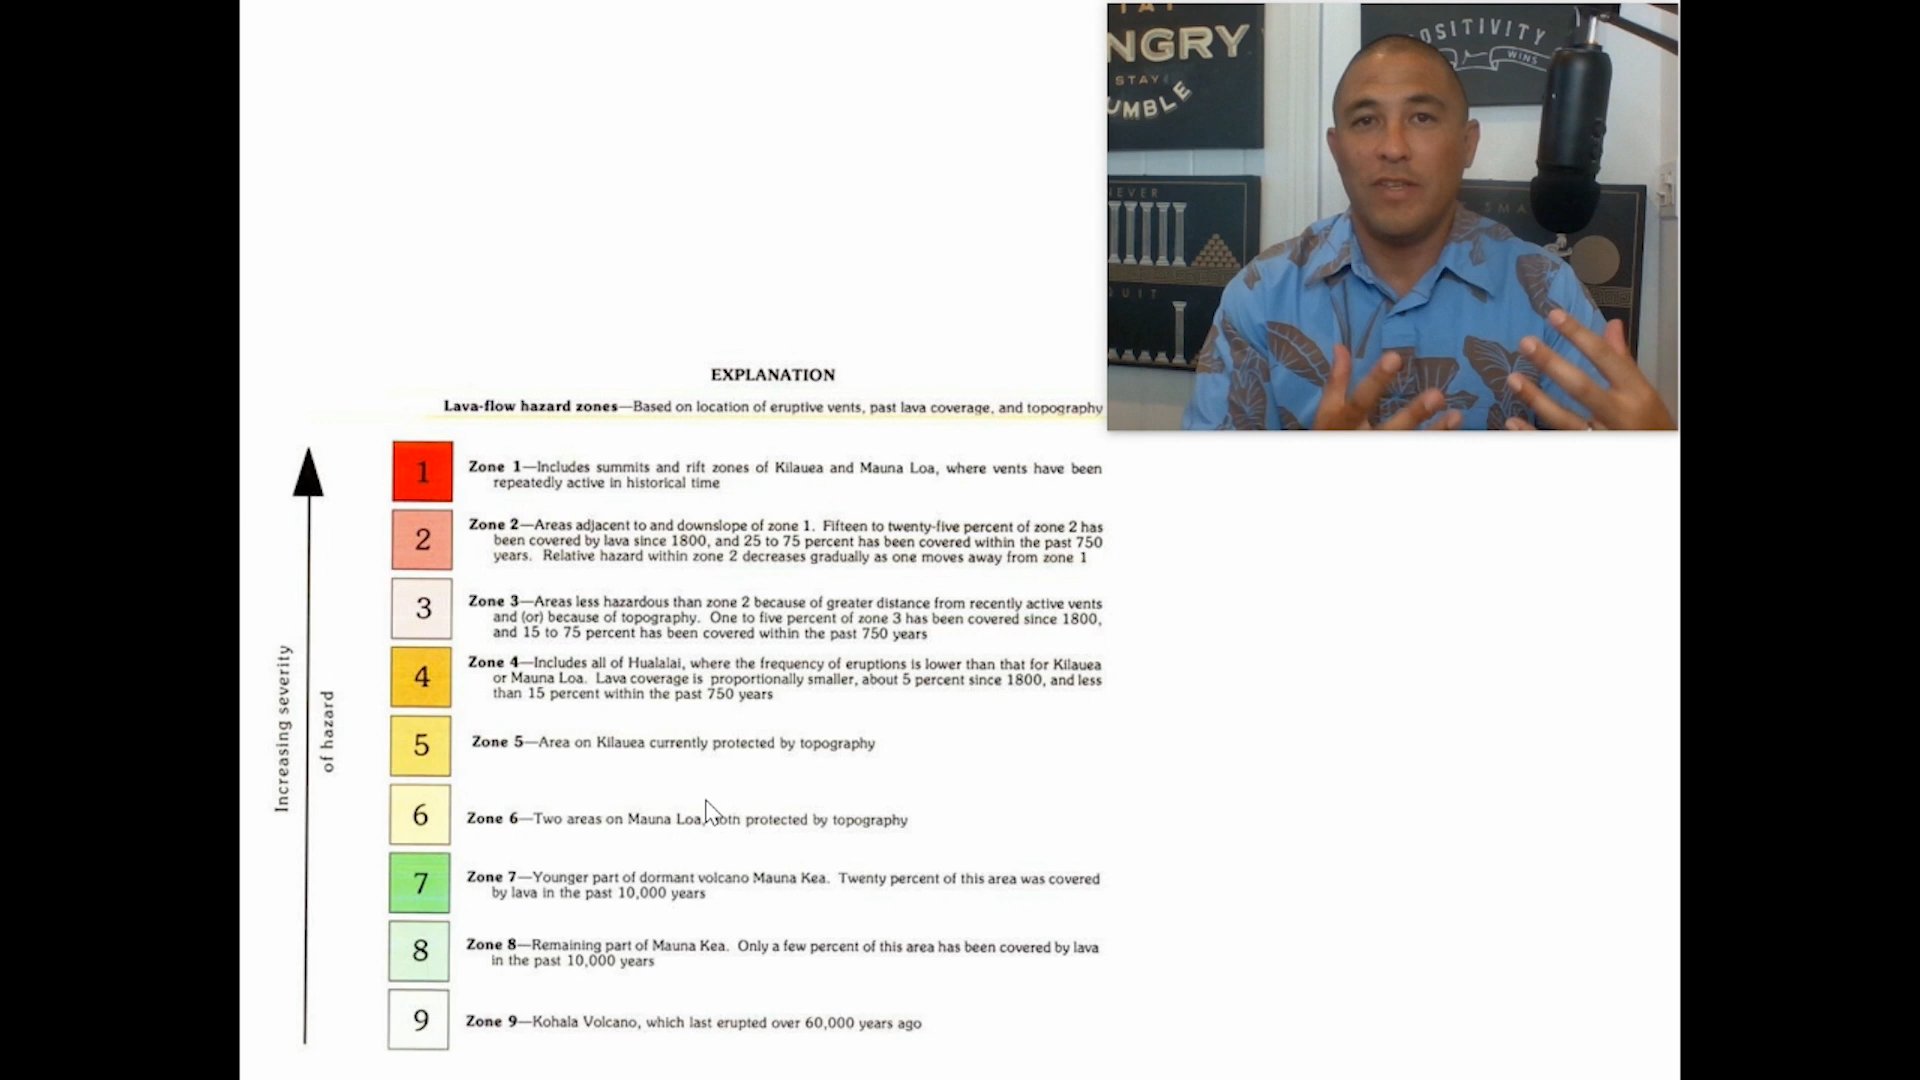 NGRY
STAY
UMBLE
OSITIVITY
WINS
EVER
SMA
QUIT
EXPLANATION
Lava-flow hazard zones—Based on location of eruptive vents, past lava coverage, and topography
1
Zone 1—Includes summits and rift zones of Kilauea and Mauna Loa, where vents have been
repeatedly active in historical time
2
Zone 2—Areas adjacent to and downslope of zone 1. Fifteen to twenty-five percent of zone 2 has
been covered by lava since 1800, and 25 to 75 percent has been covered within the past 750
years. Relative hazard within zone 2 decreases gradually as one moves away from zone 1
3
Zone 3—Areas less hazardous than zone 2 because of greater distance from recently active vents
and (or) because of topography. One to five percent of zone 3 has been covered since 1800,
and 15 to 75 percent has been covered within the past 750 years
4
Zone 4—Includes all of Hualalai, where the frequency of eruptions is lower than that for Kilauea
or Mauna Loa. Lava coverage is proportionally smaller, about 5 percent since 1800, and less
than 15 percent within the past 750 years
5
Zone 5—Area on Kilauea currently protected by topography
6
Zone 6—Two areas on Mauna Loa, both protected by topography
7
Zone 7—Younger part of dormant volcano Mauna Kea. Twenty percent of this area was covered
by lava in the past 10,000 years
8
Zone 8—Remaining part of Mauna Kea. Only a few percent of this area has been covered by lava
in the past 10,000 years
9
Zone 9—Kohala Volcano, which last erupted over 60,000 years ago
Increasing severity
of hazard